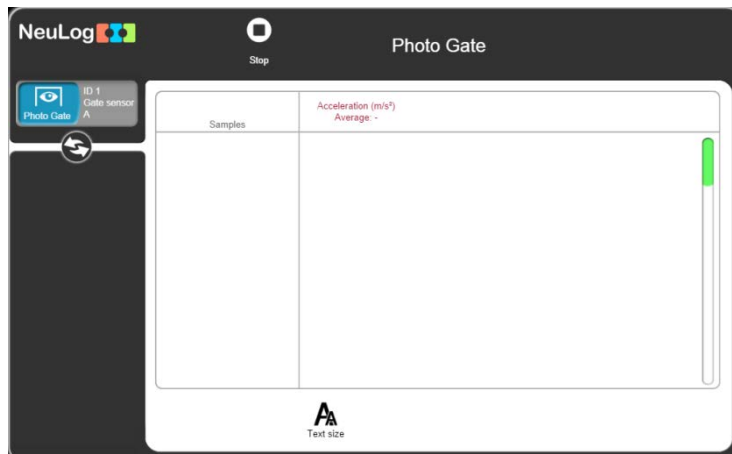 NeuLog
Stop
Photo Gate
Photo Gate
ID 1
Gate sensor
A
Samples
Acceleration (m/s²)
Average: -
Text size